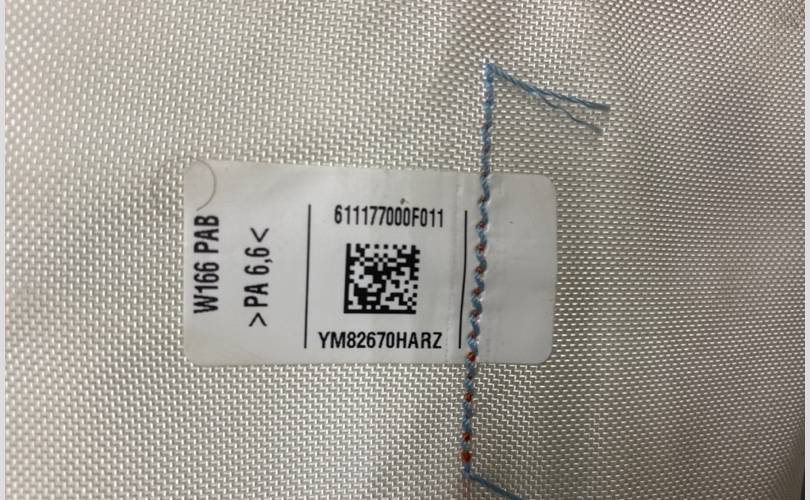 W166 PAB
>PA 6,6<
611177000F011
YM82670HARZ